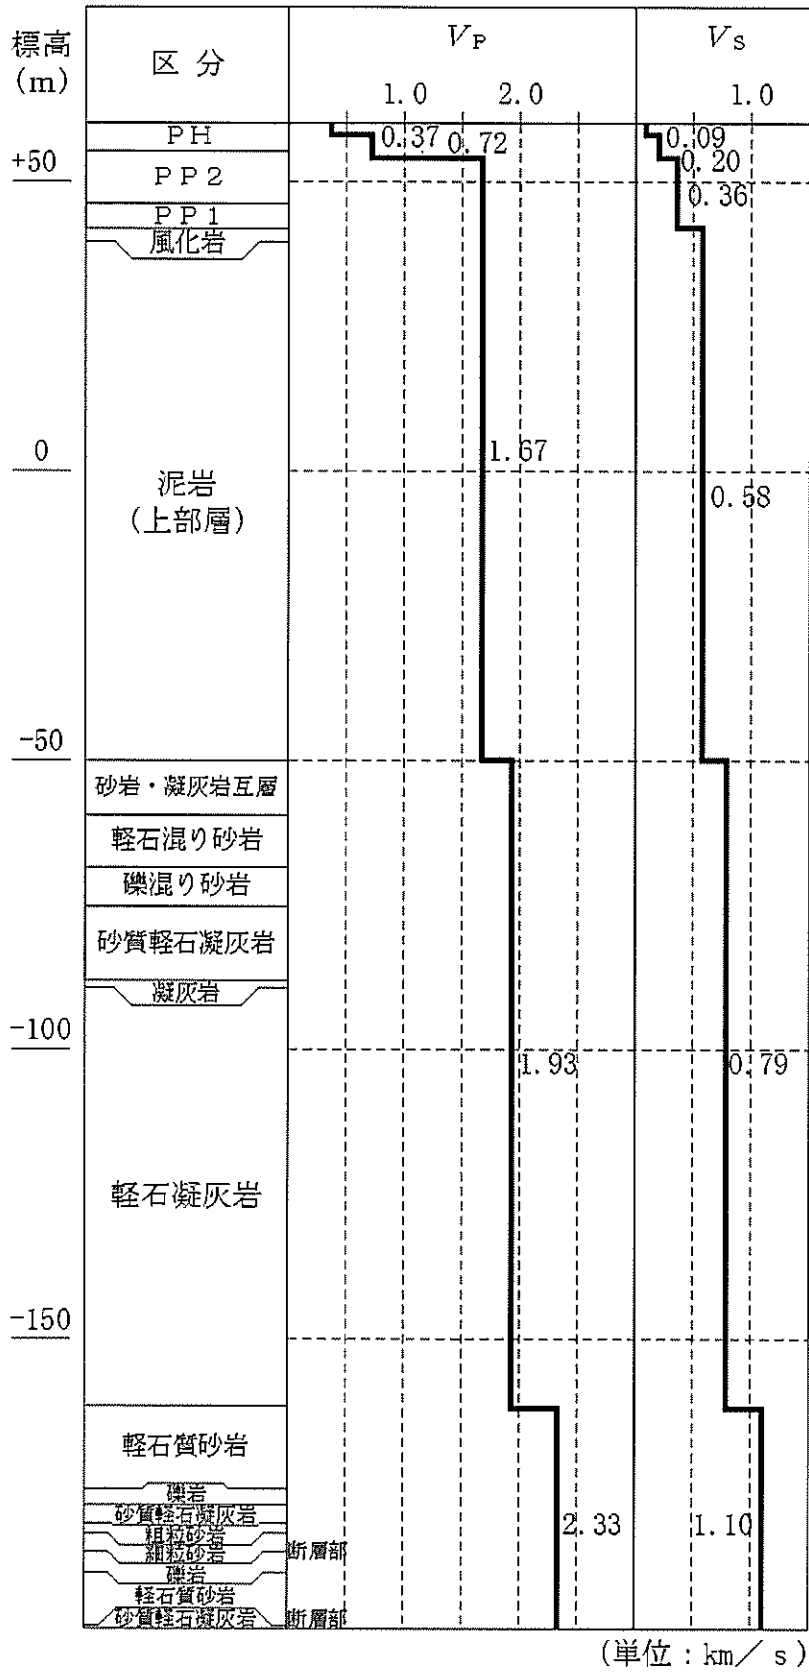 標高
(m)
区 分
VP
VS
1.0
2.0
1.0
PH
0.37
0.72
0.09
0.20
+50
PP2
0.36
PP1
風化岩
0
1.67
泥岩
(上部層)
0.58
-50
砂岩・凝灰岩互層
軽石混り砂岩
礫混り砂岩
砂質軽石凝灰岩
凝灰岩
-100
1.93
0.79
軽石凝灰岩
-150
軽石質砂岩
礫岩
砂質軽石凝灰岩
粗粒砂岩
2.33
1.10
細粒砂岩
断層部
礫岩
軽石質砂岩
砂質軽石凝灰岩
断層部
(単位:km/s)